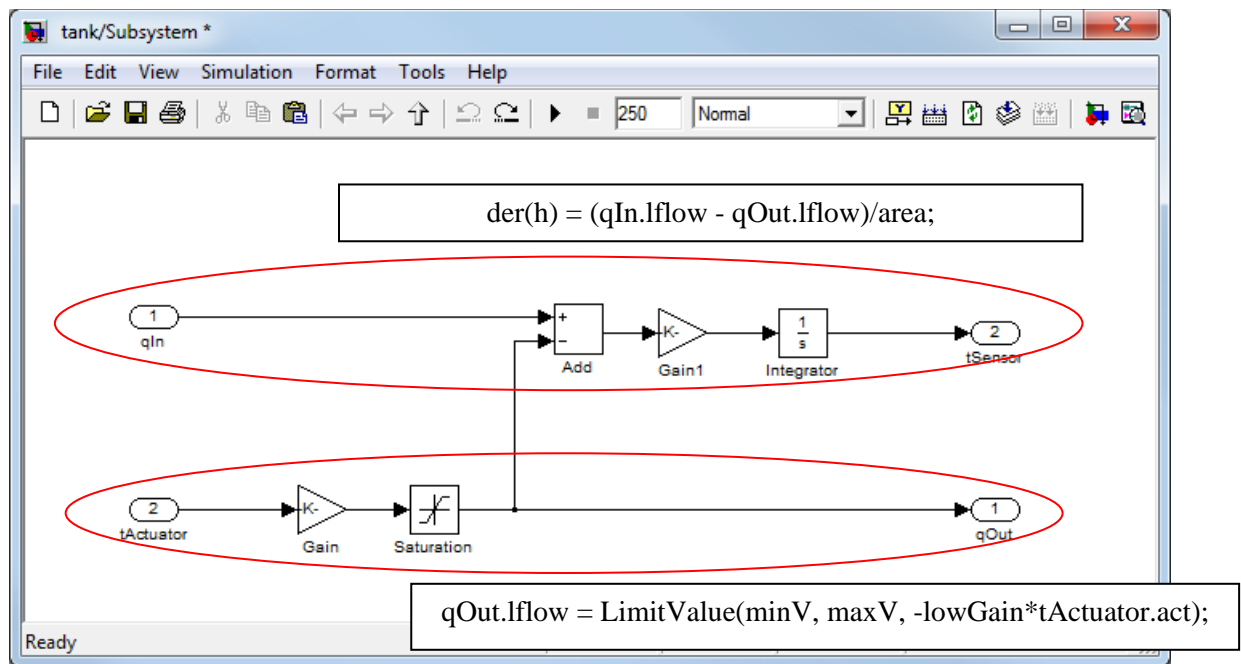 tank/Subsystem *
File Edit View Simulation Format Tools Help
250 Normal
der(h) = (qIn.lflow - qOut.lflow)/area;
1
qIn
+
−
Add
K-
Gain1
1
s
Integrator
2
tSensor
2
tActuator
K-
Gain
Saturation
1
qOut
qOut.lflow = LimitValue(minV, maxV, -lowGain*tActuator.act);
Ready